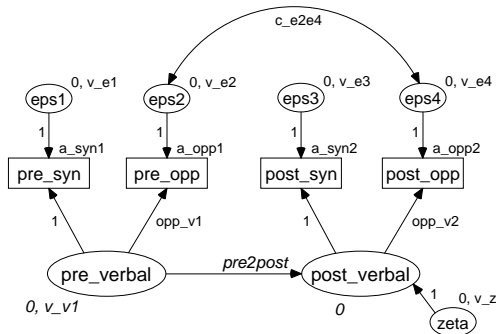 c_e2e4
0, v_e1
0, v_e2
0, v_e3
0, v_e4
eps1
eps2
eps3
eps4
1
1
1
1
a_syn1
a_opp1
a_syn2
a_opp2
pre_syn
pre_opp
post_syn
post_opp
1
opp_v1
1
opp_v2
pre_verbal
pre2post
post_verbal
0, v_v1
0
1
0, v_z
zeta